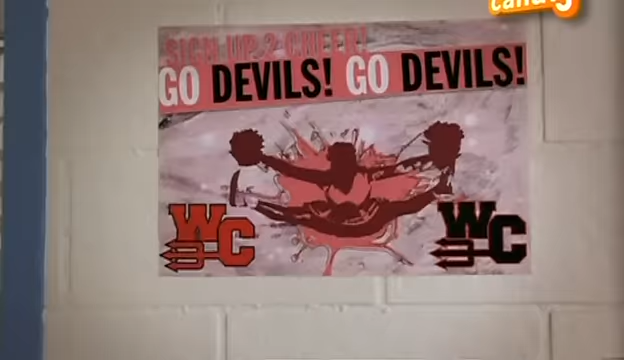 SIGN UP 2 CHEER!
GO DEVILS! GO DEVILS!
WC
WC